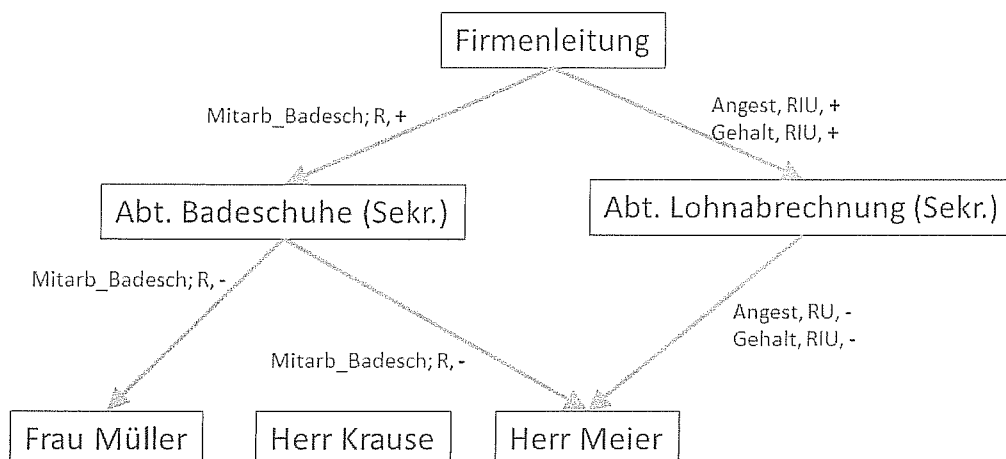 Firmenleitung
Mitarb_Badesch; R, +
Angest, RIU, +
Gehalt, RIU, +
Abt. Badeschuhe (Sekr.)
Abt. Lohnabrechnung (Sekr.)
Mitarb_Badesch; R, -
Angest, RU, -
Gehalt, RIU, -
Mitarb_Badesch; R, -
Frau Müller
Herr Krause
Herr Meier